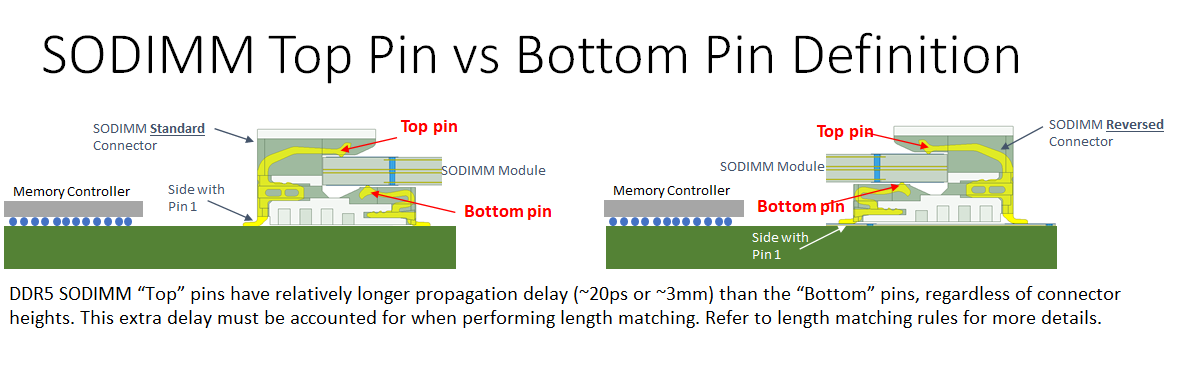 SODIMM Top Pin vs Bottom Pin Definition
SODIMM Standard
Connector
Top pin
SODIMM Module
Memory Controller
Side with
Pin 1
Bottom pin
Top pin
SODIMM Reversed
Connector
SODIMM Module
Memory Controller
Bottom pin
Side with
Pin 1
DDR5 SODIMM “Top” pins have relatively longer propagation delay (~20ps or ~3mm) than the “Bottom” pins, regardless of connector
heights. This extra delay must be accounted for when performing length matching. Refer to length matching rules for more details.